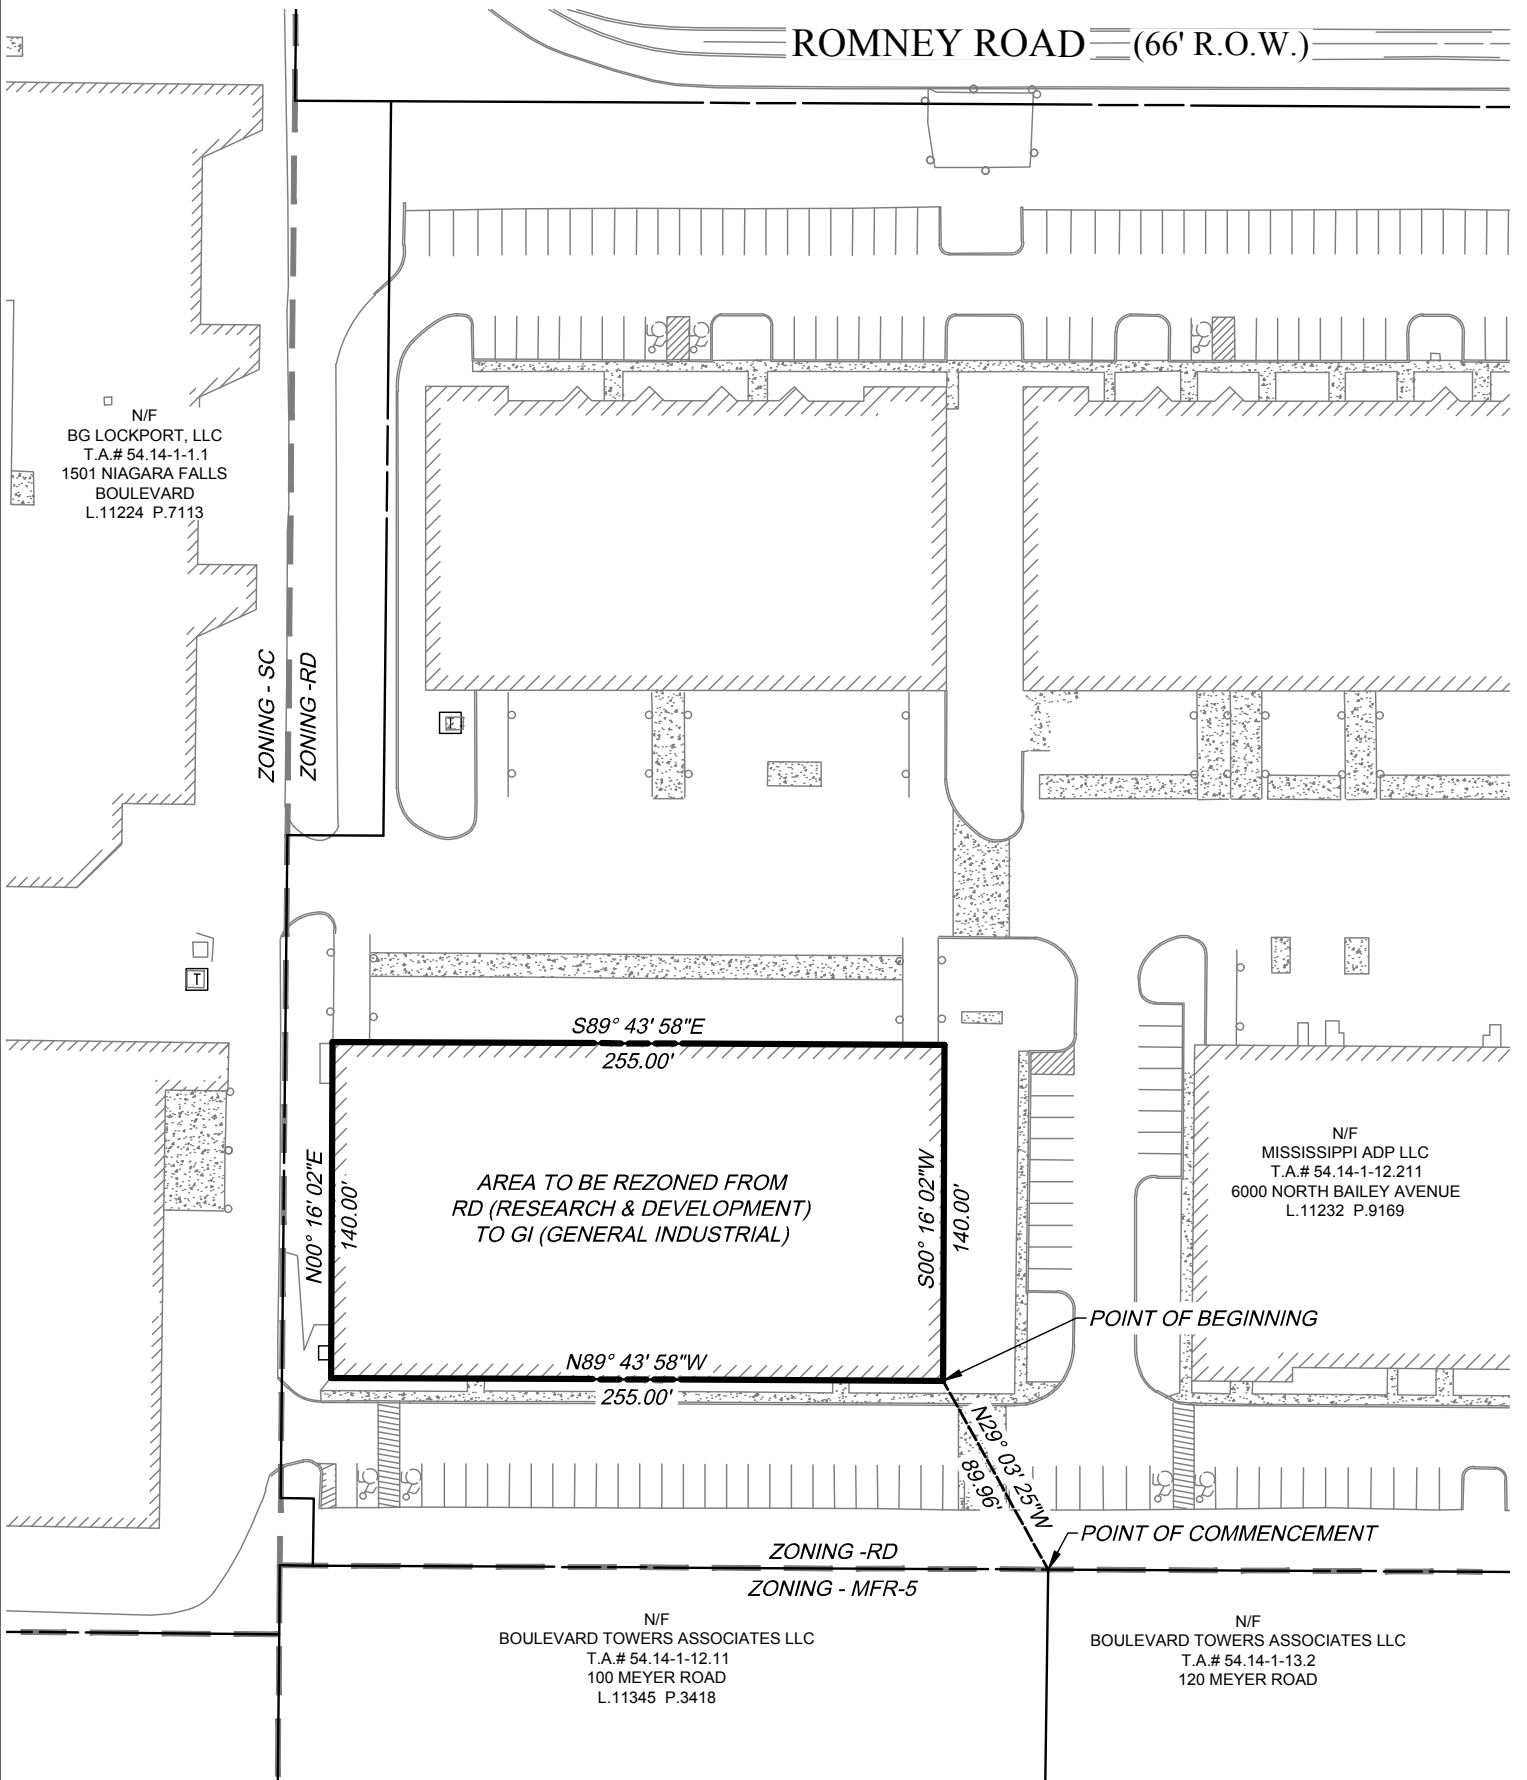 ROMNEY ROAD (66' R.O.W.)
N/F
BG LOCKPORT, LLC
T.A.# 54.14-1-1.1
1501 NIAGARA FALLS
BOULEVARD
L.11224 P.7113
ZONING - SC
ZONING -RD
T
T
S89° 43' 58"E
255.00'
N00° 16' 02"E
140.00'
AREA TO BE REZONED FROM
RD (RESEARCH & DEVELOPMENT)
TO GI (GENERAL INDUSTRIAL)
S00° 16' 02"W
140.00'
N/F
MISSISSIPPI ADP LLC
T.A.# 54.14-1-12.211
6000 NORTH BAILEY AVENUE
L.11232 P.9169
POINT OF BEGINNING
N89° 43' 58"W
255.00'
N29° 03' 25"W
89.96'
POINT OF COMMENCEMENT
ZONING -RD
ZONING - MFR-5
N/F
BOULEVARD TOWERS ASSOCIATES LLC
T.A.# 54.14-1-12.11
100 MEYER ROAD
L.11345 P.3418
N/F
BOULEVARD TOWERS ASSOCIATES LLC
T.A.# 54.14-1-13.2
120 MEYER ROAD